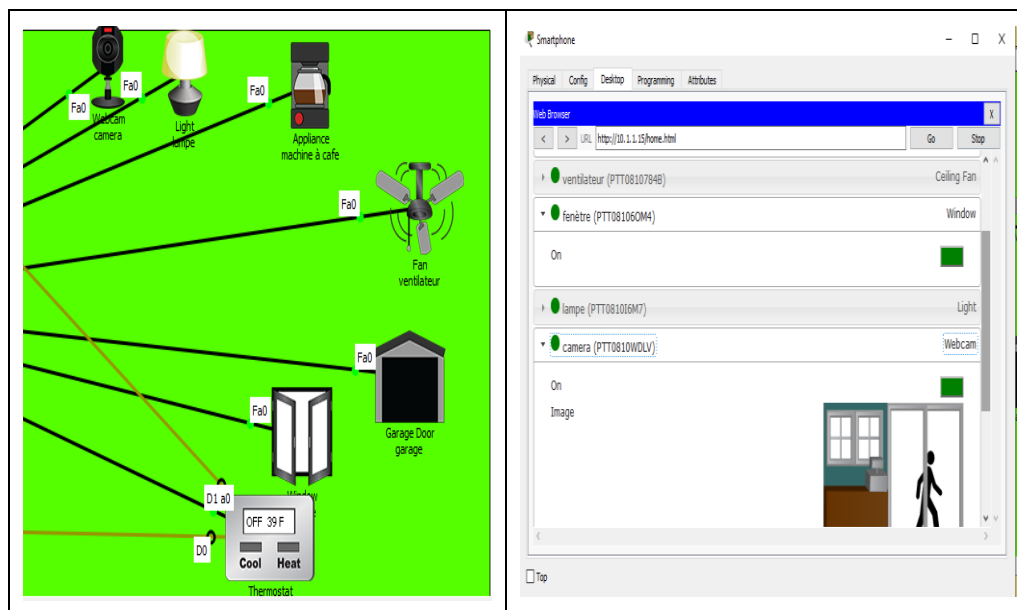 Fa0
Fa0
Webcam
camera
Light
lampe
Fa0
Appliance
machine à cafe
Fa0
Fan
ventilateur
Fa0
Garage Door
garage
Fa0
Window
D1 a0
OFF 39 F
D0
Cool Heat
Thermostat
Smartphone
Physical Config Desktop Programming Attributes
Web Browser X
< > URL http://10.1.1.15/home.html Go Stop
ventilateur (PTT0810784B) Ceiling Fan
fenètre (PTT08106OM4) Window
On
lampe (PTT0810I6M7) Light
camera (PTT0810WDLV) Webcam
On
Image
Top